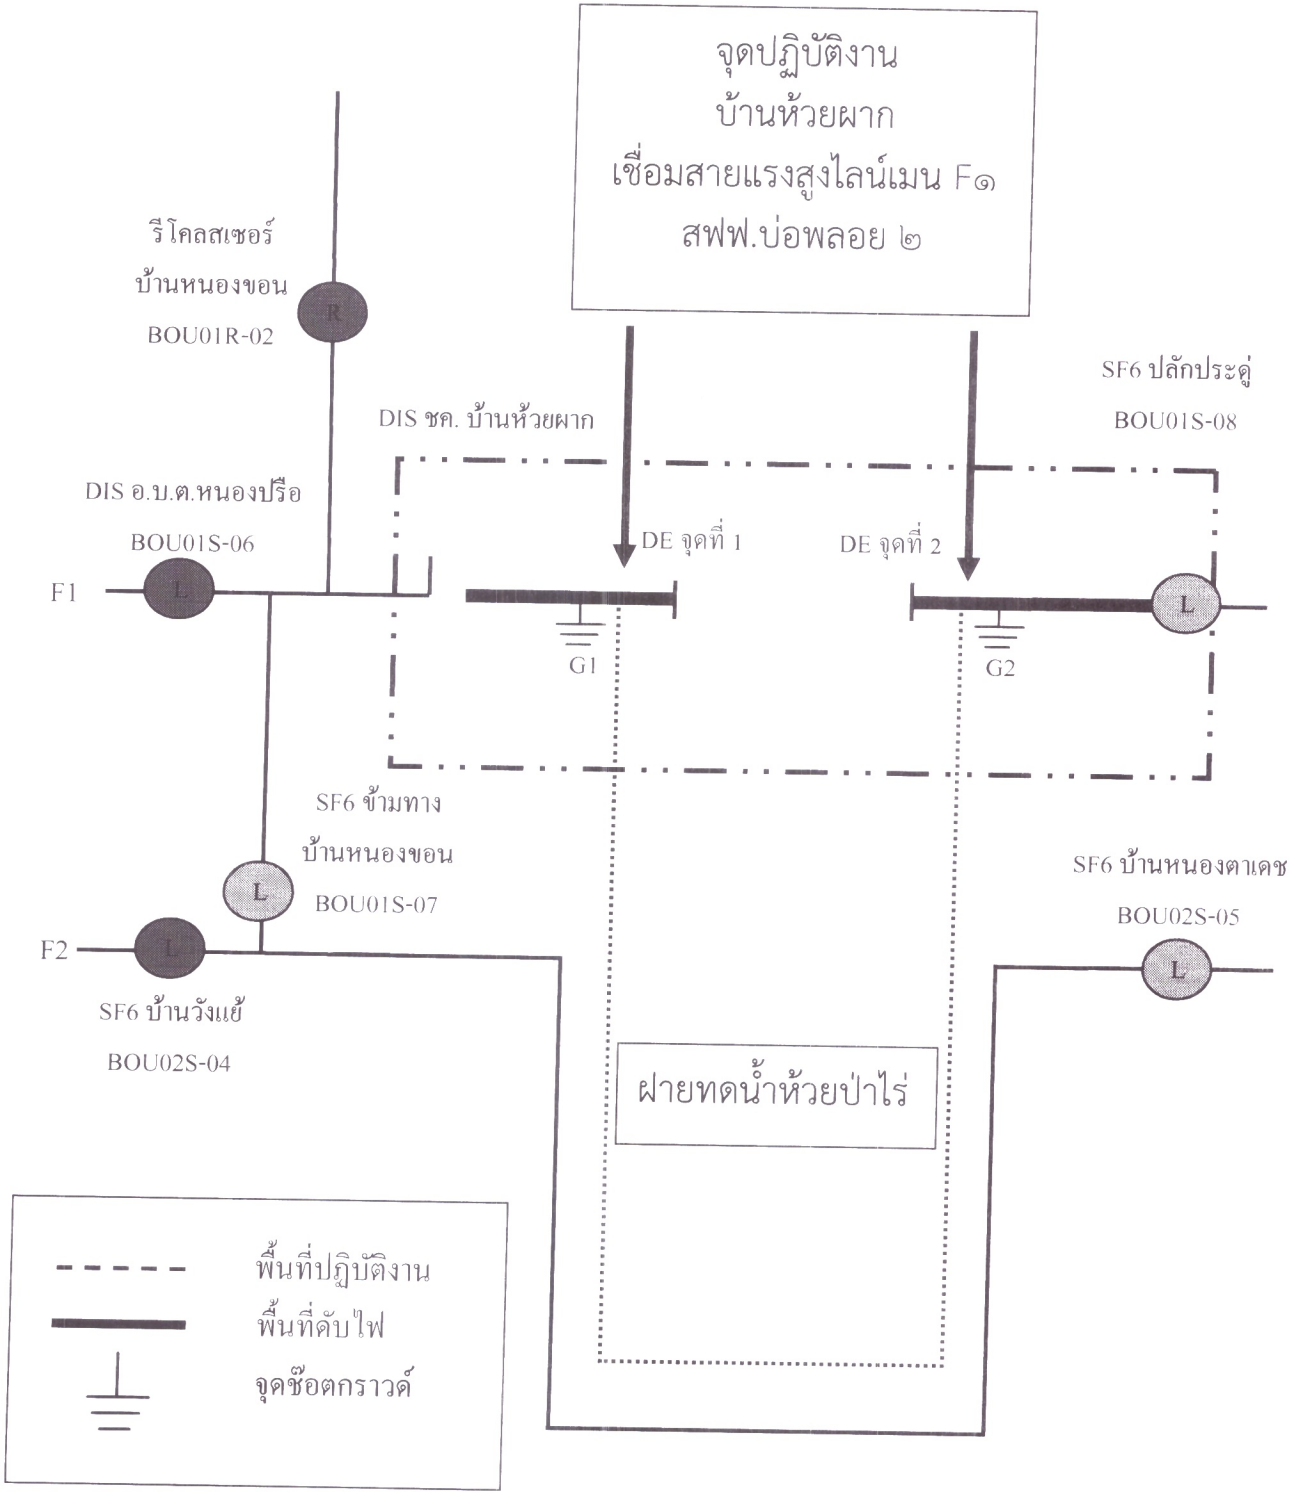 จุดปฏิบัติงาน
บ้านห้วยผาก
เชื่อมสายแรงสูงไลน์เมน F๑
สฟฟ.บ่อพลอย ๒
รีโคลสเซอร์
บ้านหนองขอน
BOU01R-02
R
SF6 ปลักประดู่
BOU01S-08
DIS ชค. บ้านห้วยผาก
DIS อ.บ.ต.หนองปรือ
BOU01S-06
DE จุดที่ 1
DE จุดที่ 2
F1
L
L
G1
G2
SF6 ข้ามทาง
บ้านหนองขอน
BOU01S-07
L
SF6 บ้านหนองตาเดช
BOU02S-05
L
F2
L
SF6 บ้านวังแย้
BOU02S-04
ฝายทดน้ำห้วยป่าไร่
พื้นที่ปฏิบัติงาน
พื้นที่ดับไฟ
จุดช๊อตกราวด์